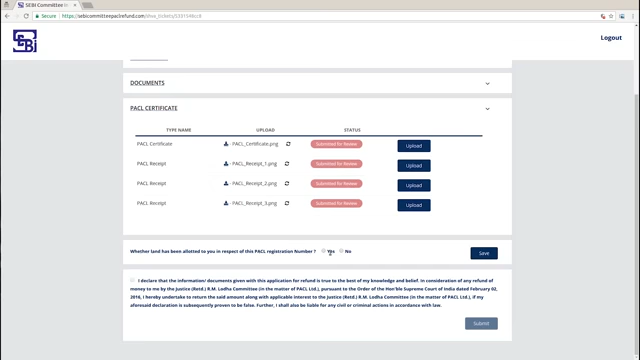 SEBI Committee In
Secure
https://sebicommitteepaclrefund.com
SEBI
Logout
DOCUMENTS
PACL CERTIFICATE
TYPE NAME UPLOAD STATUS
PACL Certificate - PACL_Certificate.png Submitted for Review Upload
PACL Receipt - PACL_Receipt_1.png Submitted for Review Upload
PACL Receipt - PACL_Receipt_2.png Submitted for Review Upload
PACL Receipt - PACL_Receipt_3.png Submitted for Review Upload
Whether land has been allotted to you in respect of this PACL registration Number ? Yes No Save
I declare that the information/ documents given with this application for refund is true to the best of my knowledge and belief. In consideration of any refund
of money to me by the Justice (Retd.) R.M. Lodha Committee (in the matter of PACL Ltd.), pursuant to the Order of the Hon'ble Supreme Court of India dated February 02,
2016, I hereby undertake to return the said amount along with applicable interest to the Justice (Retd.) R.M. Lodha Committee (in the matter of PACL Ltd.), if my
aforesaid declaration is subsequently proven to be false. Further, I shall also be liable for any civil or criminal actions in accordance with law.
Submit